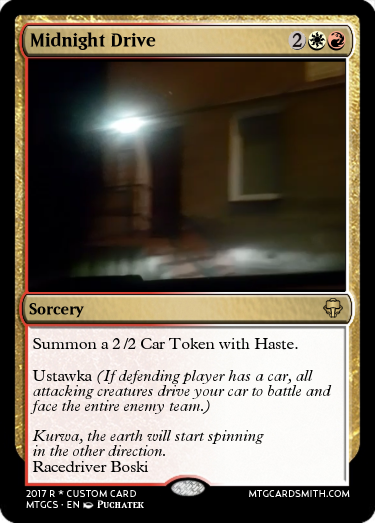 Midnight Drive 2
Sorcery
Summon a 2/2 Car Token with Haste.
Ustawka (If defending player has a car, all
attacking creatures drive your car to battle and
face the entire enemy team.)
Kurwa, the earth will start spinning
in the other direction.
Racedriver Boski
2017 R * CUSTOM CARD
MTGCS • EN PUCHATEK
MTGCARDSMITH.COM